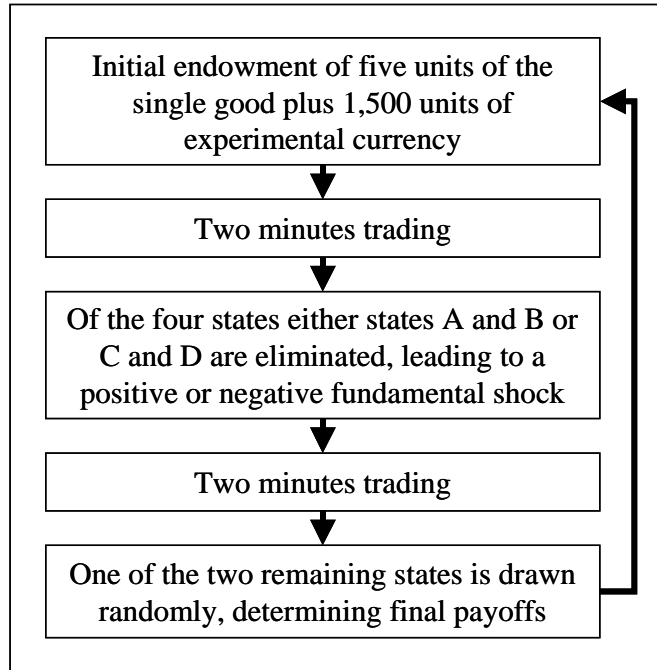 Initial endowment of five units of the
single good plus 1,500 units of
experimental currency
Two minutes trading
Of the four states either states A and B or
C and D are eliminated, leading to a
positive or negative fundamental shock
Two minutes trading
One of the two remaining states is drawn
randomly, determining final payoffs